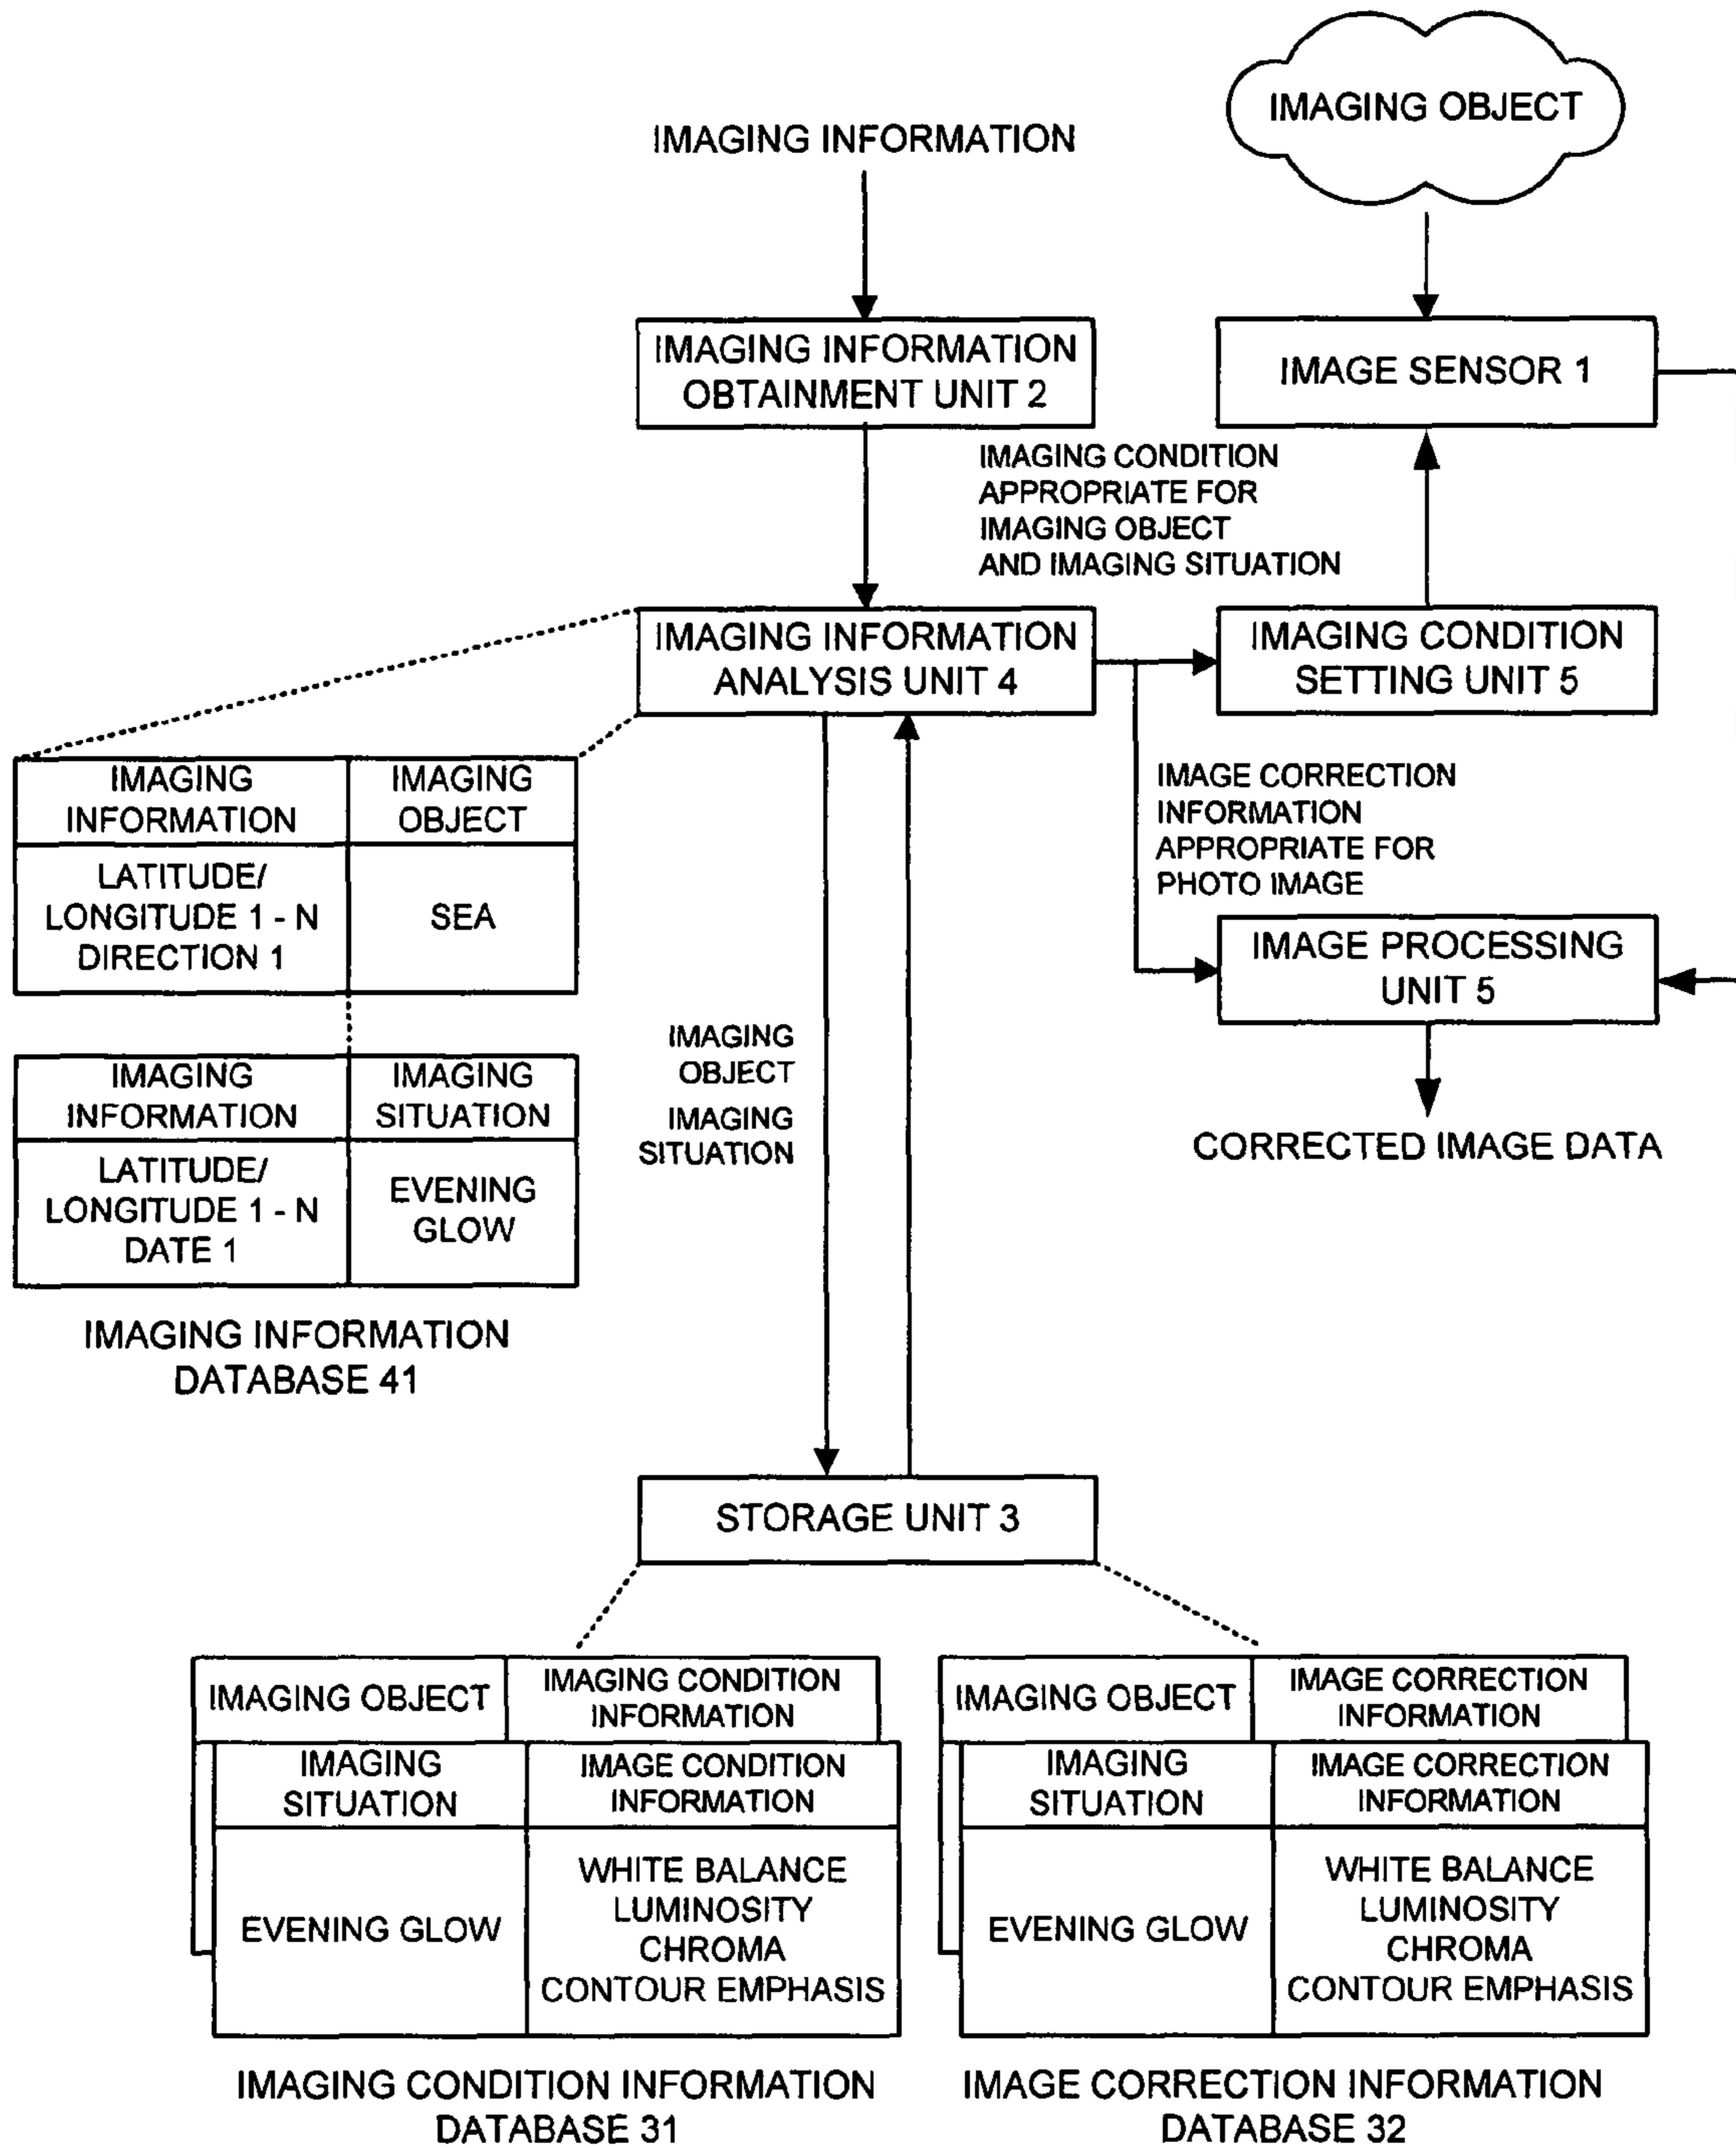 IMAGING OBJECT
IMAGING INFORMATION
IMAGING INFORMATION
OBTAINMENT UNIT 2
IMAGE SENSOR 1
IMAGING CONDITION
APPROPRIATE FOR
IMAGING OBJECT
AND IMAGING SITUATION
IMAGING INFORMATION
ANALYSIS UNIT 4
IMAGING CONDITION
SETTING UNIT 5
IMAGING
INFORMATION
IMAGING
OBJECT
LATITUDE/
LONGITUDE 1 - N
DIRECTION 1
SEA
IMAGE CORRECTION
INFORMATION
APPROPRIATE FOR
PHOTO IMAGE
IMAGE PROCESSING
UNIT 5
IMAGING
OBJECT
IMAGING
SITUATION
IMAGING
INFORMATION
IMAGING
SITUATION
LATITUDE/
LONGITUDE 1 - N
DATE 1
EVENING
GLOW
CORRECTED IMAGE DATA
IMAGING INFORMATION
DATABASE 41
STORAGE UNIT 3
IMAGING OBJECT
IMAGING CONDITION
INFORMATION
IMAGING
SITUATION
IMAGE CONDITION
INFORMATION
EVENING GLOW
WHITE BALANCE
LUMINOSITY
CHROMA
CONTOUR EMPHASIS
IMAGING CONDITION INFORMATION
DATABASE 31
IMAGING OBJECT
IMAGE CORRECTION
INFORMATION
IMAGING
SITUATION
IMAGE CORRECTION
INFORMATION
EVENING GLOW
WHITE BALANCE
LUMINOSITY
CHROMA
CONTOUR EMPHASIS
IMAGE CORRECTION INFORMATION
DATABASE 32